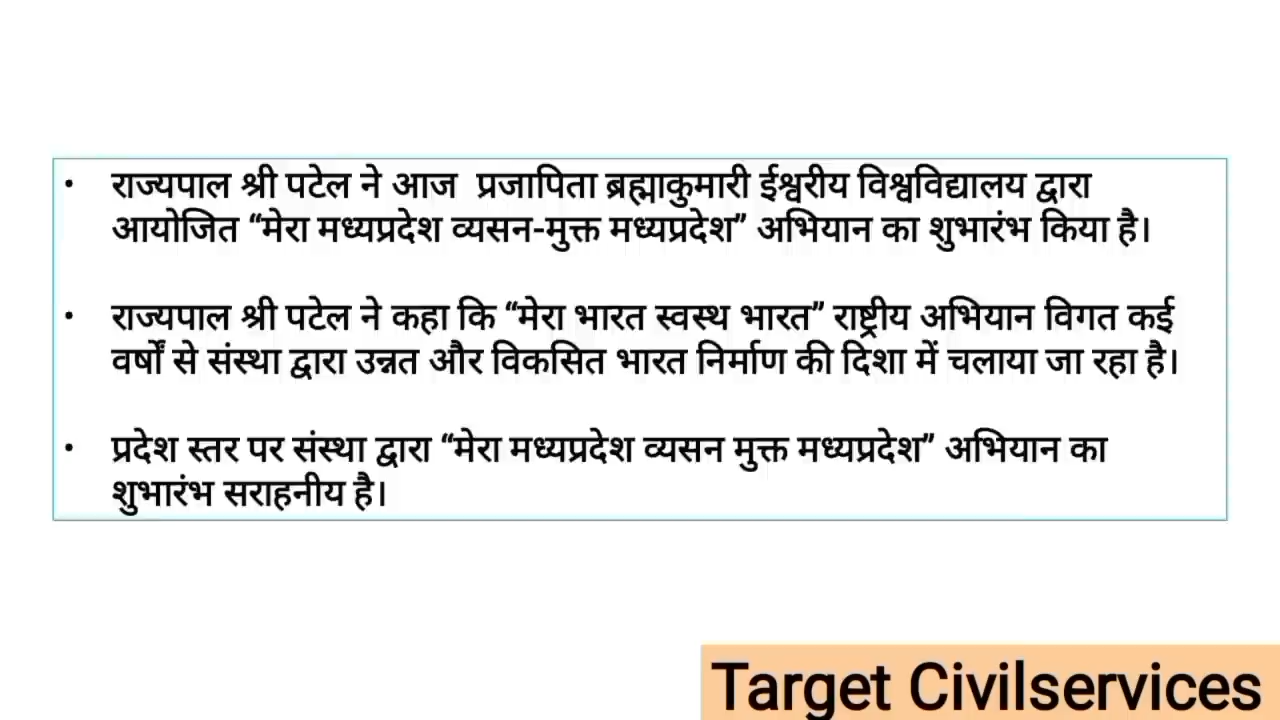 • राज्यपाल श्री पटेल ने आज प्रजापिता ब्रह्माकुमारी ईश्वरीय विश्वविद्यालय द्वारा
आयोजित “मेरा मध्यप्रदेश व्यसन-मुक्त मध्यप्रदेश” अभियान का शुभारंभ किया है।
• राज्यपाल श्री पटेल ने कहा कि “मेरा भारत स्वस्थ भारत” राष्ट्रीय अभियान विगत कई
वर्षों से संस्था द्वारा उन्नत और विकसित भारत निर्माण की दिशा में चलाया जा रहा है।
• प्रदेश स्तर पर संस्था द्वारा “मेरा मध्यप्रदेश व्यसन मुक्त मध्यप्रदेश” अभियान का
शुभारंभ सराहनीय है।
Target Civilservices